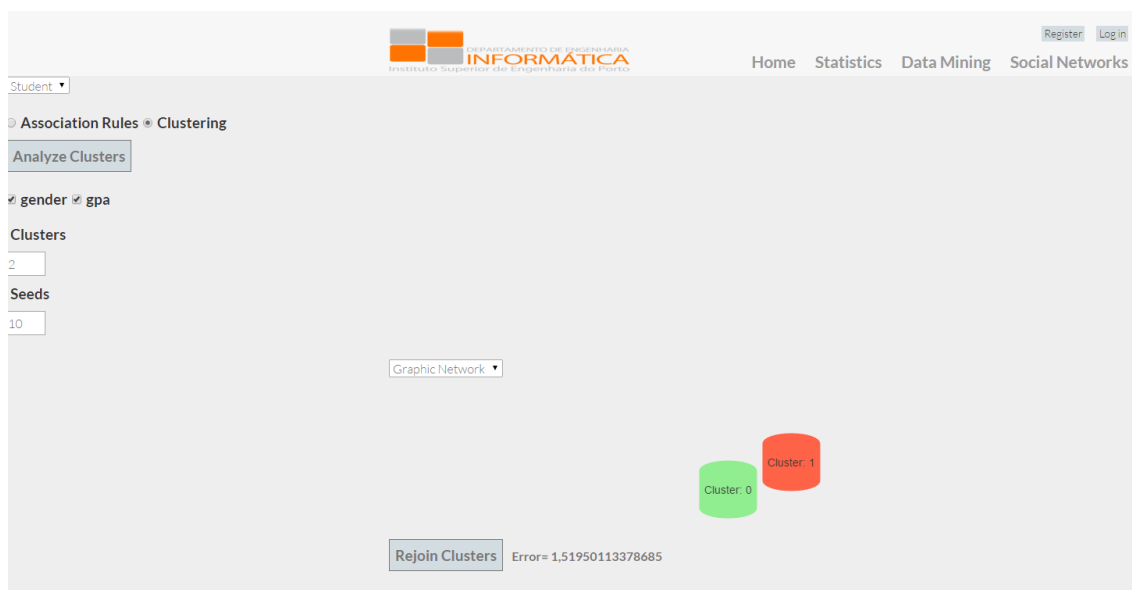 Register Log in
DEPARTAMENTO DE ENGENHARIA
INFORMÁTICA
Instituto Superior de Engenharia do Porto
Home Statistics Data Mining Social Networks
Student
Association Rules Clustering
Analyze Clusters
gender gpa
Clusters
2
Seeds
10
Graphic Network
Cluster: 1
Cluster: 0
Rejoin Clusters Error= 1,51950113378685